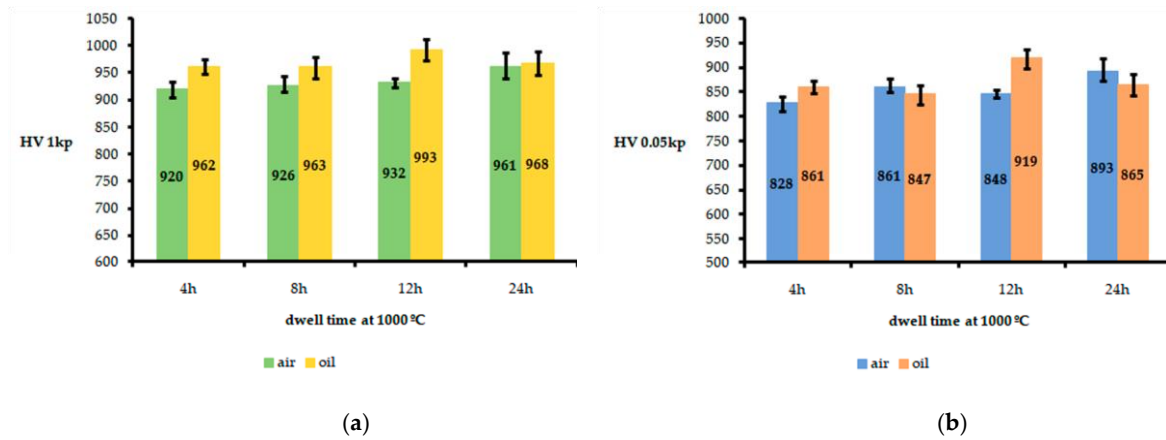 1050
1000
950
900
850
800
750
700
650
600
HV 1kp
920 962 926 963 932 993 961 968
4h 8h 12h 24h
dwell time at 1000 ºC
air oil
(a)
1000
950
900
850
800
750
700
650
600
550
500
HV 0.05kp
828 861 861 847 848 919 893 865
4h 8h 12h 24h
dwell time at 1000 ºC
air oil
(b)